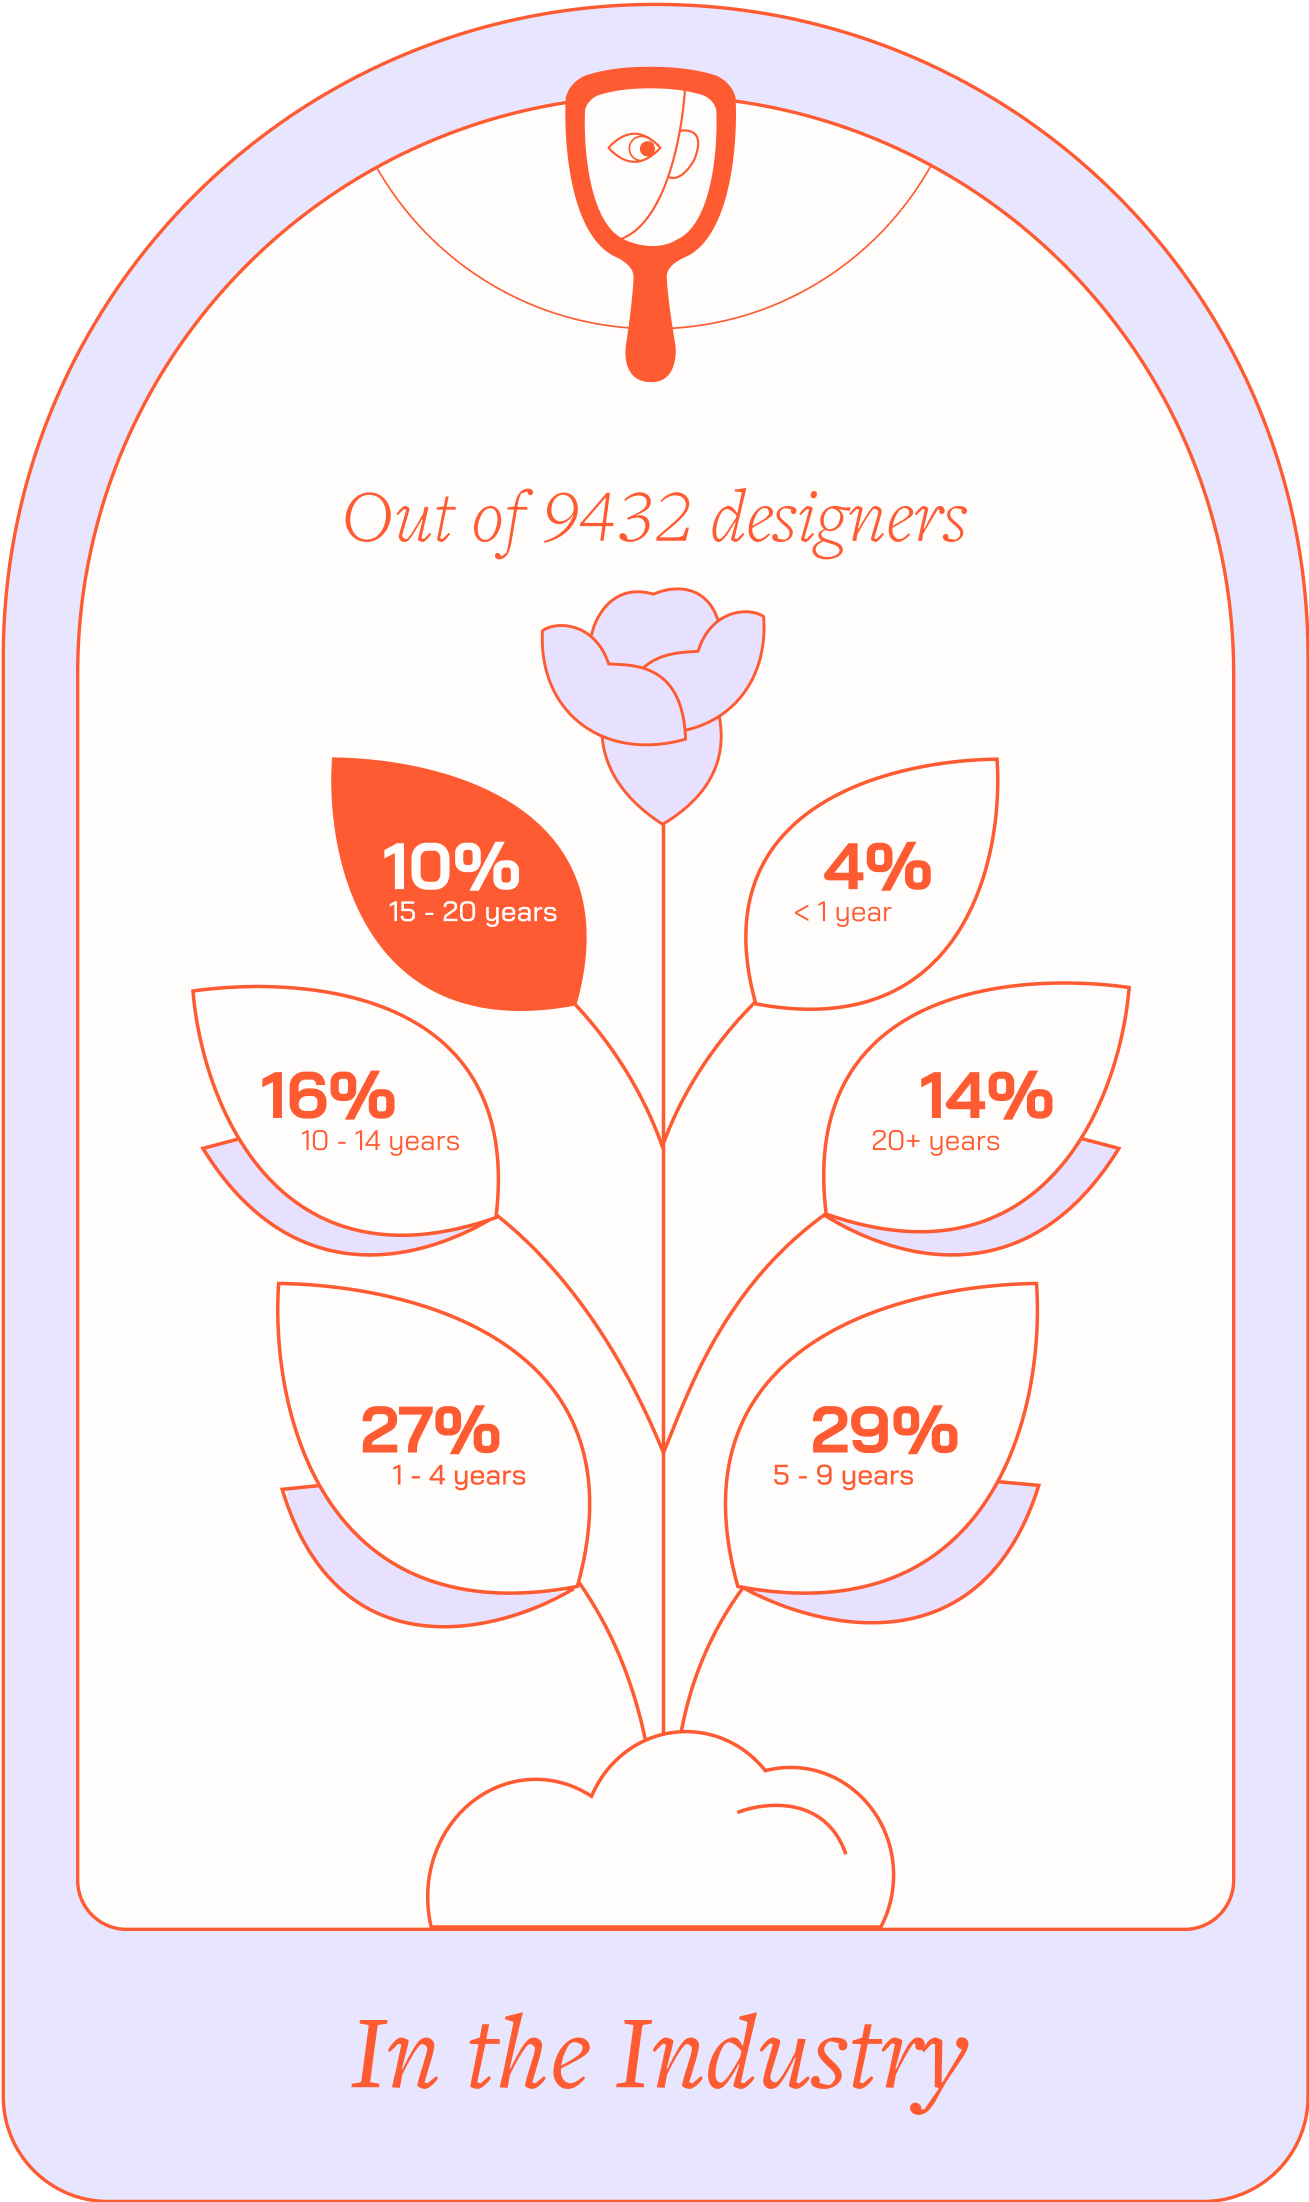 Out of 9432 designers
10%
15 - 20 years
4%
< 1 year
16%
10 - 14 years
14%
20+ years
27%
1 - 4 years
29%
5 - 9 years
In the Industry